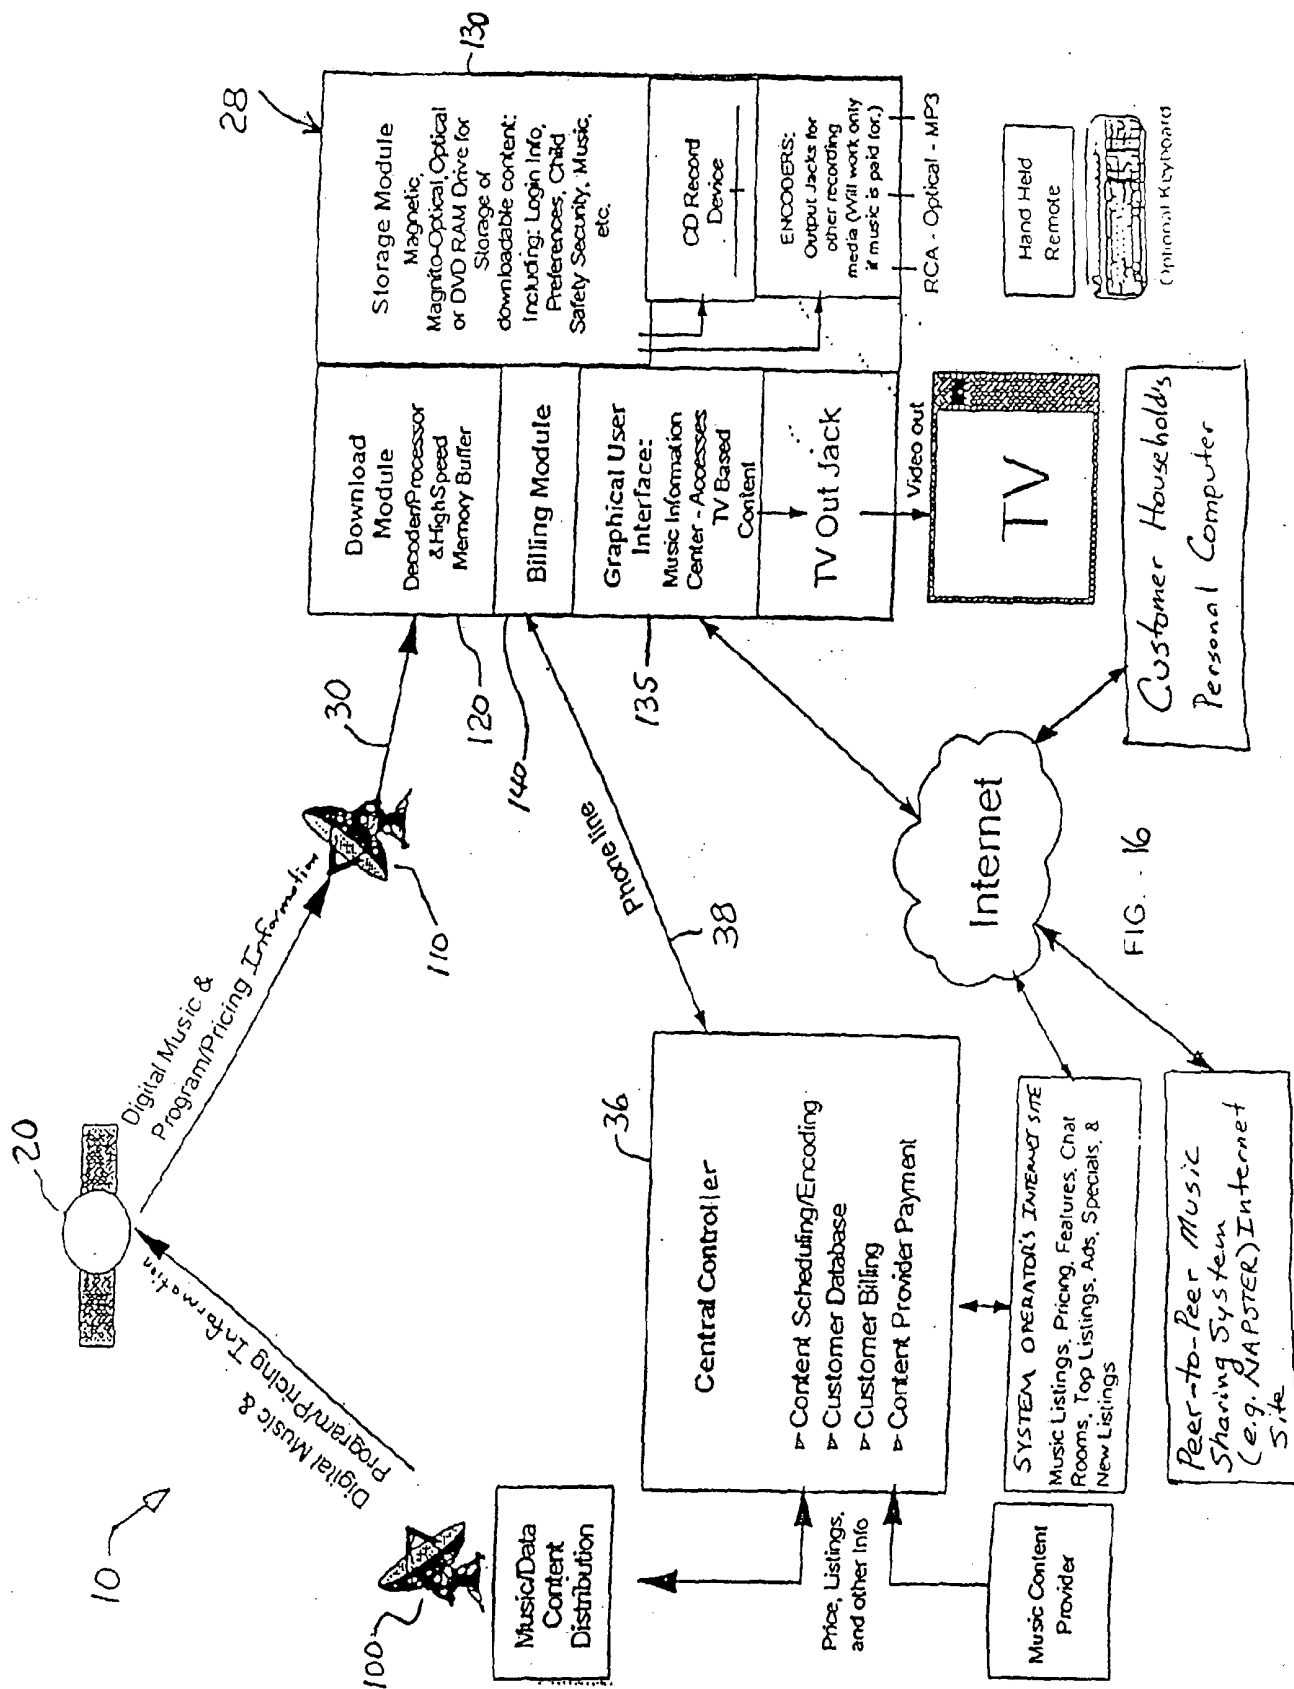 10
20
Digital Music &
Program/Pricing Information
Digital Music &
Program/Pricing Information
100
110
30
28
130
Music/Data
Content
Distribution
Download
Module
Decoder/Processor
& High Speed
Memory Buffer
120
Billing Module
140
Graphical User
Interface:
Music Information
Center - Accesses
TV Based
Content
135
TV Out Jack
Video out
TV
Storage Module
Magnetic,
Magnito-Optical, Optical
or DVD RAM Drive for
Storage of
downloadable content:
Including: Login Info,
Preferences, Child
Safety Security, Music,
etc.
CD Record
Device
ENCODERS:
Output Jacks for
other recording
media (Will work only
if music is paid for.)
RCA - Optical - MP3
Hand Held
Remote
Optional Keyboard
Phone line
38
36
Central Controller
▻ Content Scheduling/Encoding
▻ Customer Database
▻ Customer Billing
▻ Content Provider Payment
Price, Listings,
and other Info
Music Content
Provider
SYSTEM OPERATOR'S INTERNET SITE
Music Listings, Pricing, Features, Chat
Rooms, Top Listings, Ads, Specials, &
New Listings
Peer-to-Peer Music
Sharing System
(e.g. NAPSTER) Internet
Site
Internet
Customer Household's
Personal Computer
FIG. 16